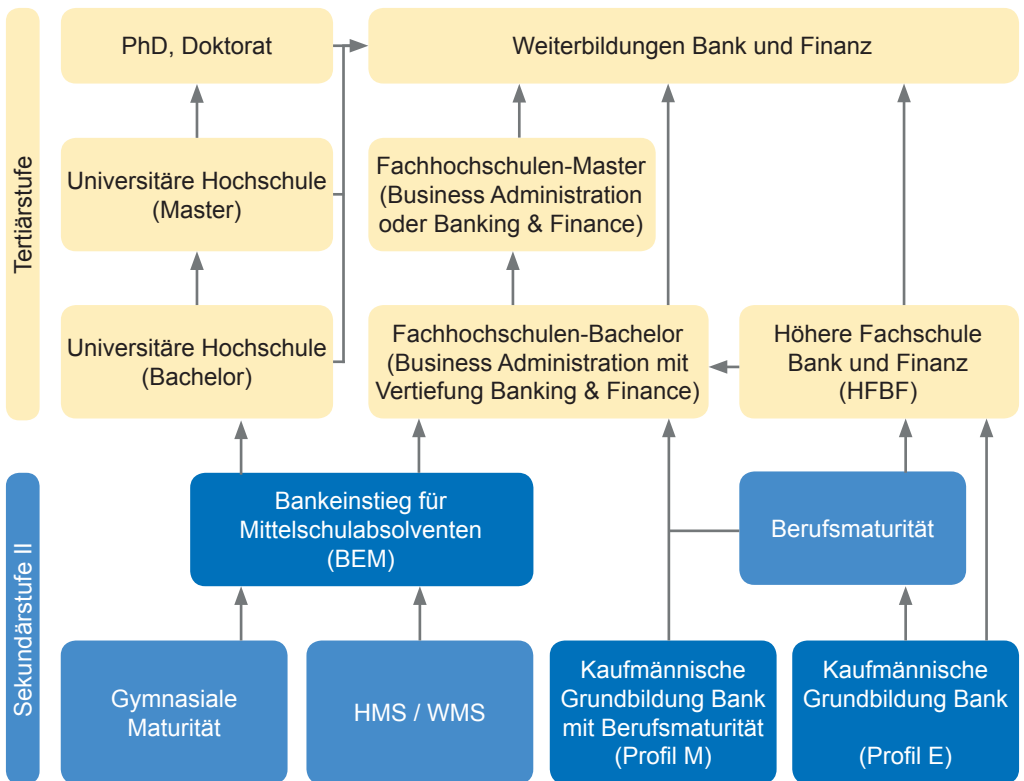 Tertiärstufe
PhD, Doktorat
Weiterbildungen Bank und Finanz
Universitäre Hochschule
(Master)
Fachhochschulen-Master
(Business Administration
oder Banking & Finance)
Universitäre Hochschule
(Bachelor)
Fachhochschulen-Bachelor
(Business Administration mit
Vertiefung Banking & Finance)
Höhere Fachschule
Bank und Finanz
(HFBF)
Sekundärstufe II
Bankeinstieg für
Mittelschulabsolventen
(BEM)
Berufsmaturität
Gymnasiale
Maturität
HMS / WMS
Kaufmännische
Grundbildung Bank
mit Berufsmaturität
(Profil M)
Kaufmännische
Grundbildung Bank
(Profil E)